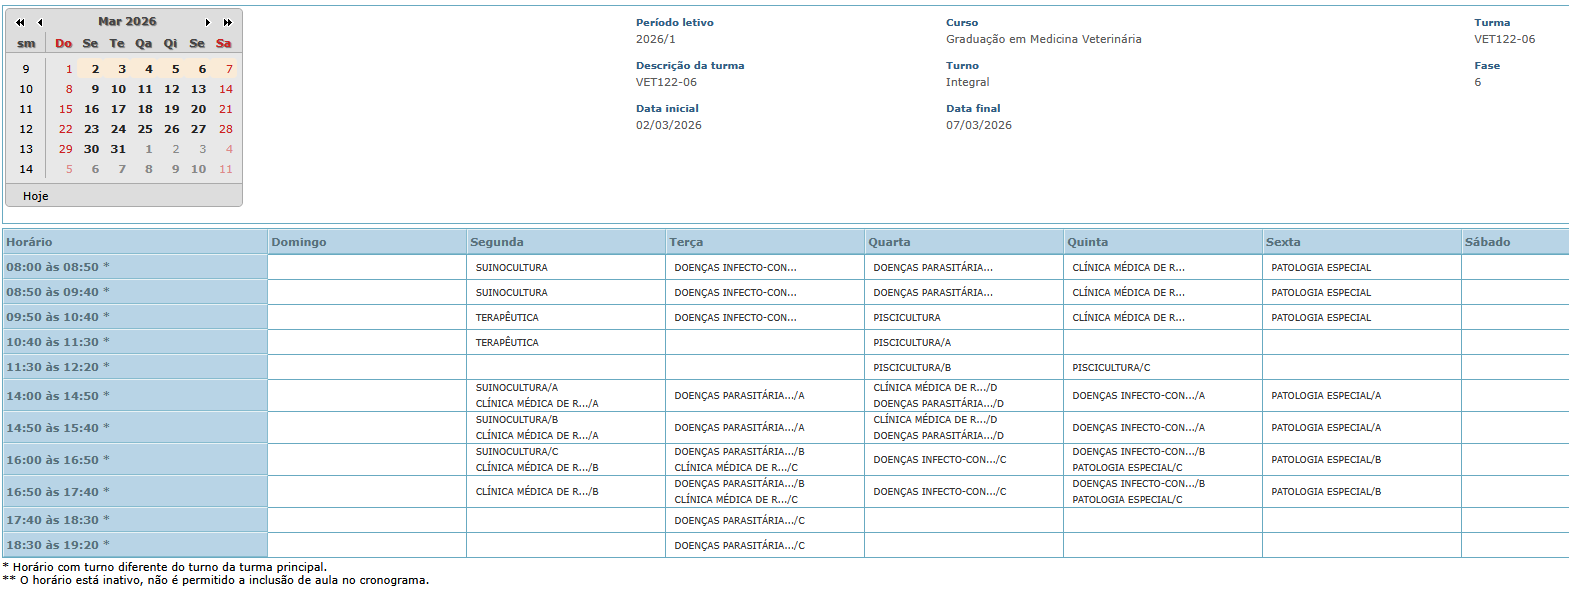 Mar 2026
sm Do Se Te Qa Qi Se Sa
9 1 2 3 4 5 6 7
10 8 9 10 11 12 13 14
11 15 16 17 18 19 20 21
12 22 23 24 25 26 27 28
13 29 30 31 1 2 3 4
14 5 6 7 8 9 10 11
Hoje
Período letivo Curso Turma
2026/1 Graduação em Medicina Veterinária VET122-06
Descrição da turma Turno Fase
VET122-06 Integral 6
Data inicial Data final
02/03/2026 07/03/2026
Horário Domingo Segunda Terça Quarta Quinta Sexta Sábado
08:00 às 08:50 * SUINOCULTURA DOENÇAS INFECTO-CON... DOENÇAS PARASITÁRIA... CLÍNICA MÉDICA DE R... PATOLOGIA ESPECIAL
08:50 às 09:40 * SUINOCULTURA DOENÇAS INFECTO-CON... DOENÇAS PARASITÁRIA... CLÍNICA MÉDICA DE R... PATOLOGIA ESPECIAL
09:50 às 10:40 * TERAPÊUTICA DOENÇAS INFECTO-CON... PISCICULTURA CLÍNICA MÉDICA DE R... PATOLOGIA ESPECIAL
10:40 às 11:30 * TERAPÊUTICA PISCICULTURA/A
11:30 às 12:20 * PISCICULTURA/B PISCICULTURA/C
14:00 às 14:50 * SUINOCULTURA/A CLÍNICA MÉDICA DE R.../A DOENÇAS PARASITÁRIA.../A CLÍNICA MÉDICA DE R.../D DOENÇAS PARASITÁRIA.../D DOENÇAS INFECTO-CON.../A PATOLOGIA ESPECIAL/A
14:50 às 15:40 * SUINOCULTURA/B CLÍNICA MÉDICA DE R.../A DOENÇAS PARASITÁRIA.../A CLÍNICA MÉDICA DE R.../D DOENÇAS PARASITÁRIA.../D DOENÇAS INFECTO-CON.../A PATOLOGIA ESPECIAL/A
16:00 às 16:50 * SUINOCULTURA/C CLÍNICA MÉDICA DE R.../B DOENÇAS PARASITÁRIA.../B CLÍNICA MÉDICA DE R.../C DOENÇAS INFECTO-CON.../C DOENÇAS INFECTO-CON.../B PATOLOGIA ESPECIAL/C PATOLOGIA ESPECIAL/B
16:50 às 17:40 * CLÍNICA MÉDICA DE R.../B DOENÇAS PARASITÁRIA.../B CLÍNICA MÉDICA DE R.../C DOENÇAS INFECTO-CON.../C DOENÇAS INFECTO-CON.../B PATOLOGIA ESPECIAL/C PATOLOGIA ESPECIAL/B
17:40 às 18:30 * DOENÇAS PARASITÁRIA.../C
18:30 às 19:20 * DOENÇAS PARASITÁRIA.../C
* Horário com turno diferente do turno da turma principal.
** O horário está inativo, não é permitido a inclusão de aula no cronograma.